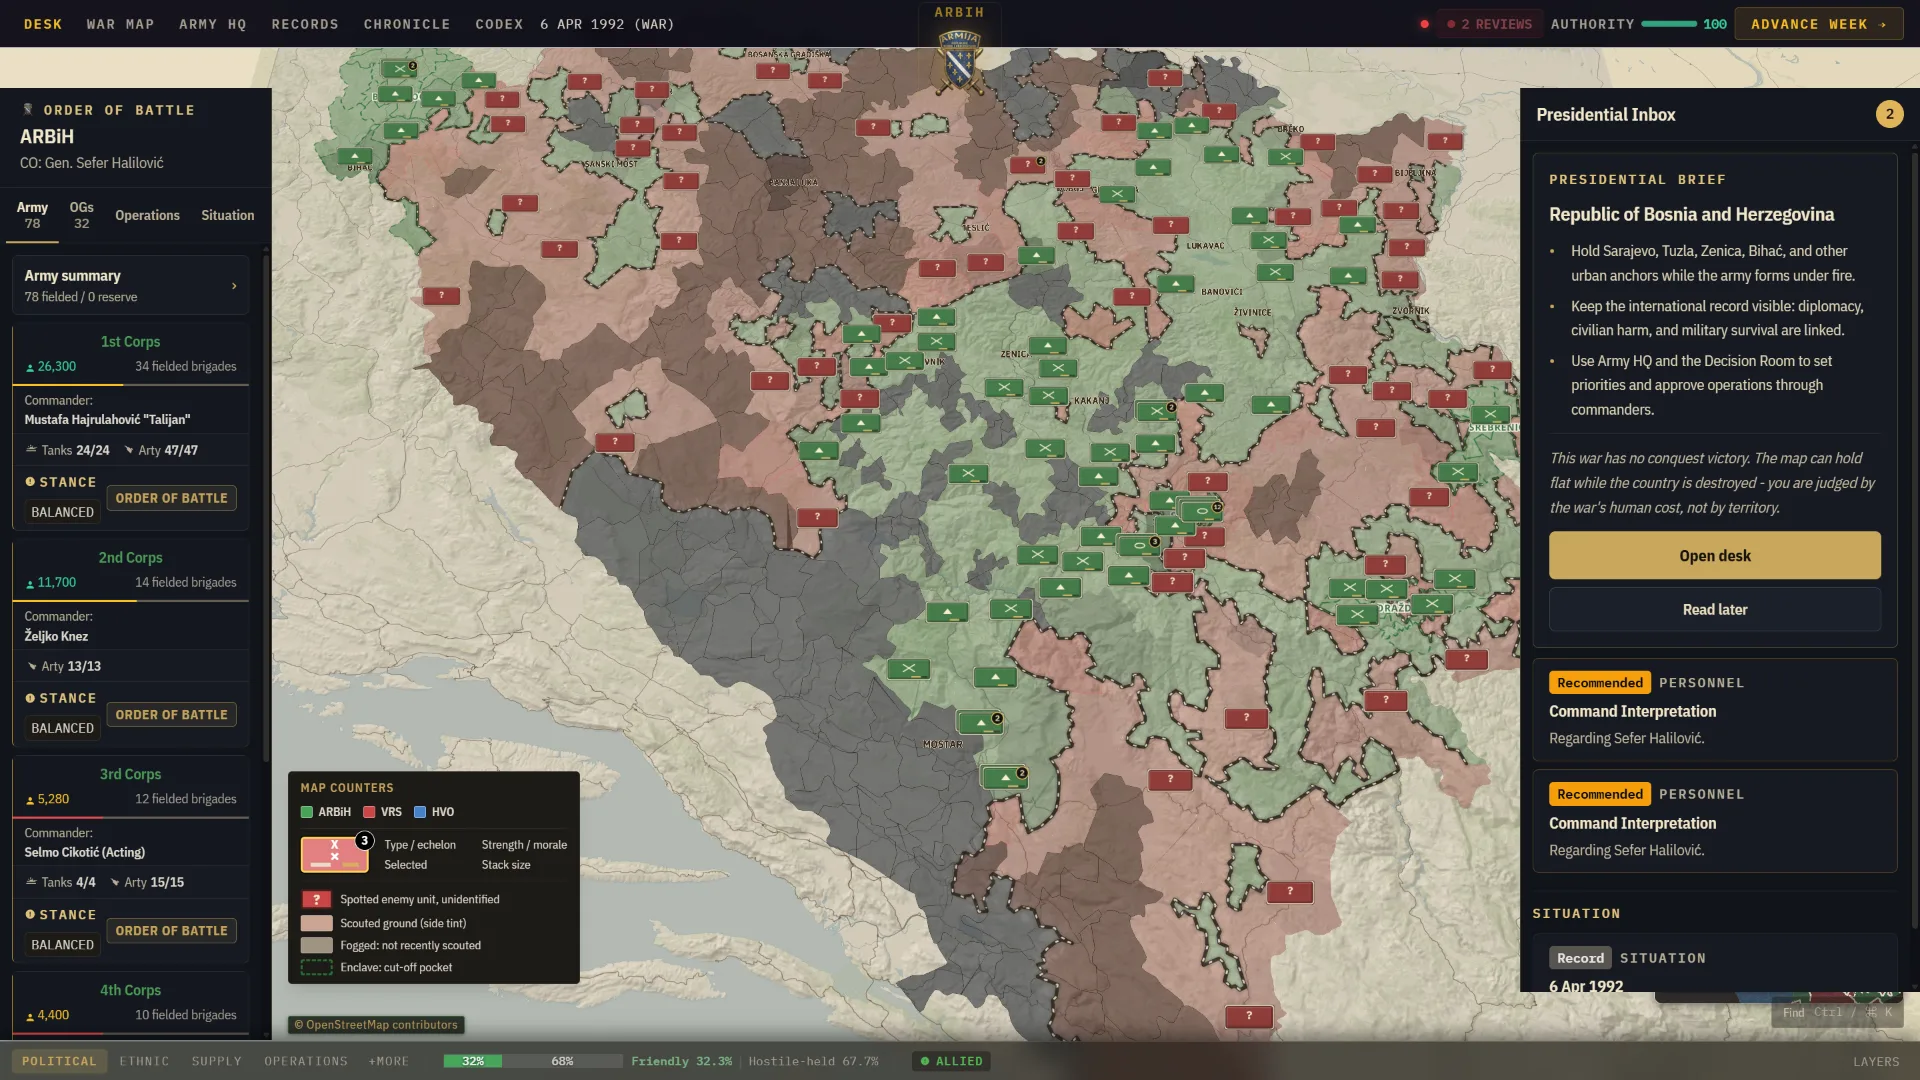 DESK WAR MAP ARMY HQ RECORDS CHRONICLE CODEX 6 APR 1992 (WAR)
ARBIH
ARMIJA
2 REVIEWS AUTHORITY 100 ADVANCE WEEK →
ORDER OF BATTLE
ARBiH
CO: Gen. Sefer Halilović
Army 78
OGs 32
Operations
Situation
Army summary
78 fielded / 0 reserve
1st Corps
26,300 34 fielded brigades
Commander:
Mustafa Hajrulahović "Talijan"
Tanks 24/24 Arty 47/47
STANCE
BALANCED
ORDER OF BATTLE
2nd Corps
11,700 14 fielded brigades
Commander:
Željko Knez
Arty 13/13
STANCE
BALANCED
ORDER OF BATTLE
3rd Corps
5,280 12 fielded brigades
Commander:
Selmo Cikotić (Acting)
Tanks 4/4 Arty 15/15
STANCE
BALANCED
ORDER OF BATTLE
4th Corps
4,400 10 fielded brigades
BOSANSKA GRADIŠKA
BRČKO
SANSKI MOST
BIJELJINA
TESLIĆ
LUKAVAC
BANOVIĆI
ŽIVINICE
ZVORNIK
ZENICA
KAKANJ
MOSTAR
MAP COUNTERS
ARBiH VRS HVO
3
Type / echelon Strength / morale
Selected Stack size
? Spotted enemy unit, unidentified
Scouted ground (side tint)
Fogged: not recently scouted
Enclave: cut-off pocket
© OpenStreetMap contributors
Presidential Inbox 2
PRESIDENTIAL BRIEF
Republic of Bosnia and Herzegovina
• Hold Sarajevo, Tuzla, Zenica, Bihać, and other
urban anchors while the army forms under fire.
• Keep the international record visible: diplomacy,
civilian harm, and military survival are linked.
• Use Army HQ and the Decision Room to set
priorities and approve operations through
commanders.
This war has no conquest victory. The map can hold
flat while the country is destroyed - you are judged by
the war's human cost, not by territory.
Open desk
Read later
Recommended PERSONNEL
Command Interpretation
Regarding Sefer Halilović.
Recommended PERSONNEL
Command Interpretation
Regarding Sefer Halilović.
SITUATION
Record SITUATION
6 Apr 1992
Find Ctrl / ⌘ K
POLITICAL ETHNIC SUPPLY OPERATIONS +MORE 32% 68% Friendly 32.3% | Hostile-held 67.7% ALLIED LAYERS